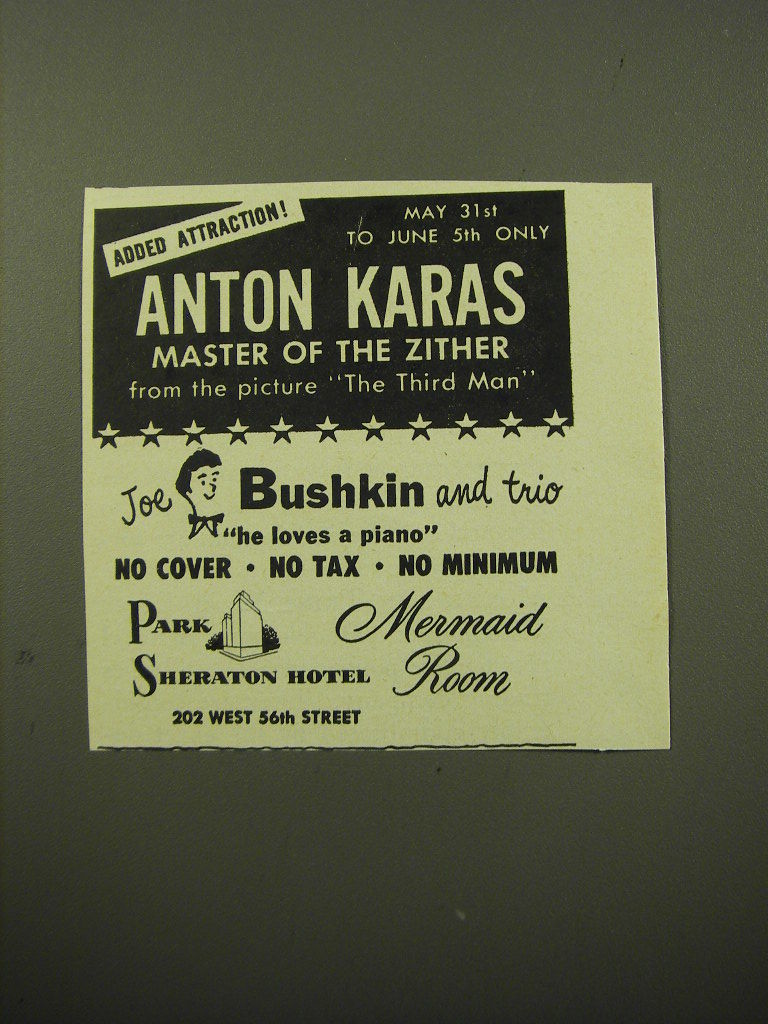 ADDED ATTRACTION!
MAY 31st
TO JUNE 5th ONLY
ANTON KARAS
MASTER OF THE ZITHER
from the picture "The Third Man"
Joe Bushkin and trio
"he loves a piano"
NO COVER • NO TAX • NO MINIMUM
PARK
SHERATON HOTEL
Mermaid
Room
202 WEST 56th STREET